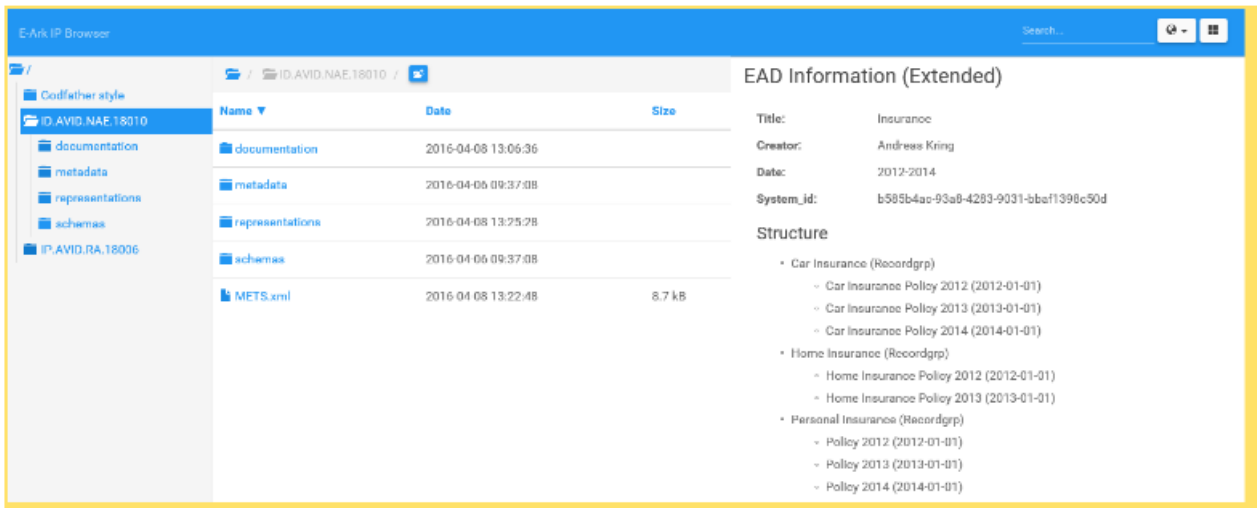 E-Ark IP Browser
Search...
/
Godfather style
ID.AVID.NAE.18010
documentation
metadata
representations
schemas
IP.AVID.RA.18006
/ ID.AVID.NAE.18010 /
Name ▼ Date Size
documentation 2016-04-08 13:06:36
metadata 2016-04-06 09:37:08
representations 2016-04-08 13:25:28
schemas 2016-04-06 09:37:08
METS.xml 2016-04-08 13:22:48 8.7 kB
EAD Information (Extended)
Title: Insurance
Creator: Andreas Kring
Date: 2012-2014
System_id: b585b4ac-93a8-4283-9031-bbaf1398c50d
Structure
Car Insurance (Recordgrp)
Car Insurance Policy 2012 (2012-01-01)
Car Insurance Policy 2013 (2013-01-01)
Car Insurance Policy 2014 (2014-01-01)
Home Insurance (Recordgrp)
Home Insurance Policy 2012 (2012-01-01)
Home Insurance Policy 2013 (2013-01-01)
Personal Insurance (Recordgrp)
Policy 2012 (2012-01-01)
Policy 2013 (2013-01-01)
Policy 2014 (2014-01-01)